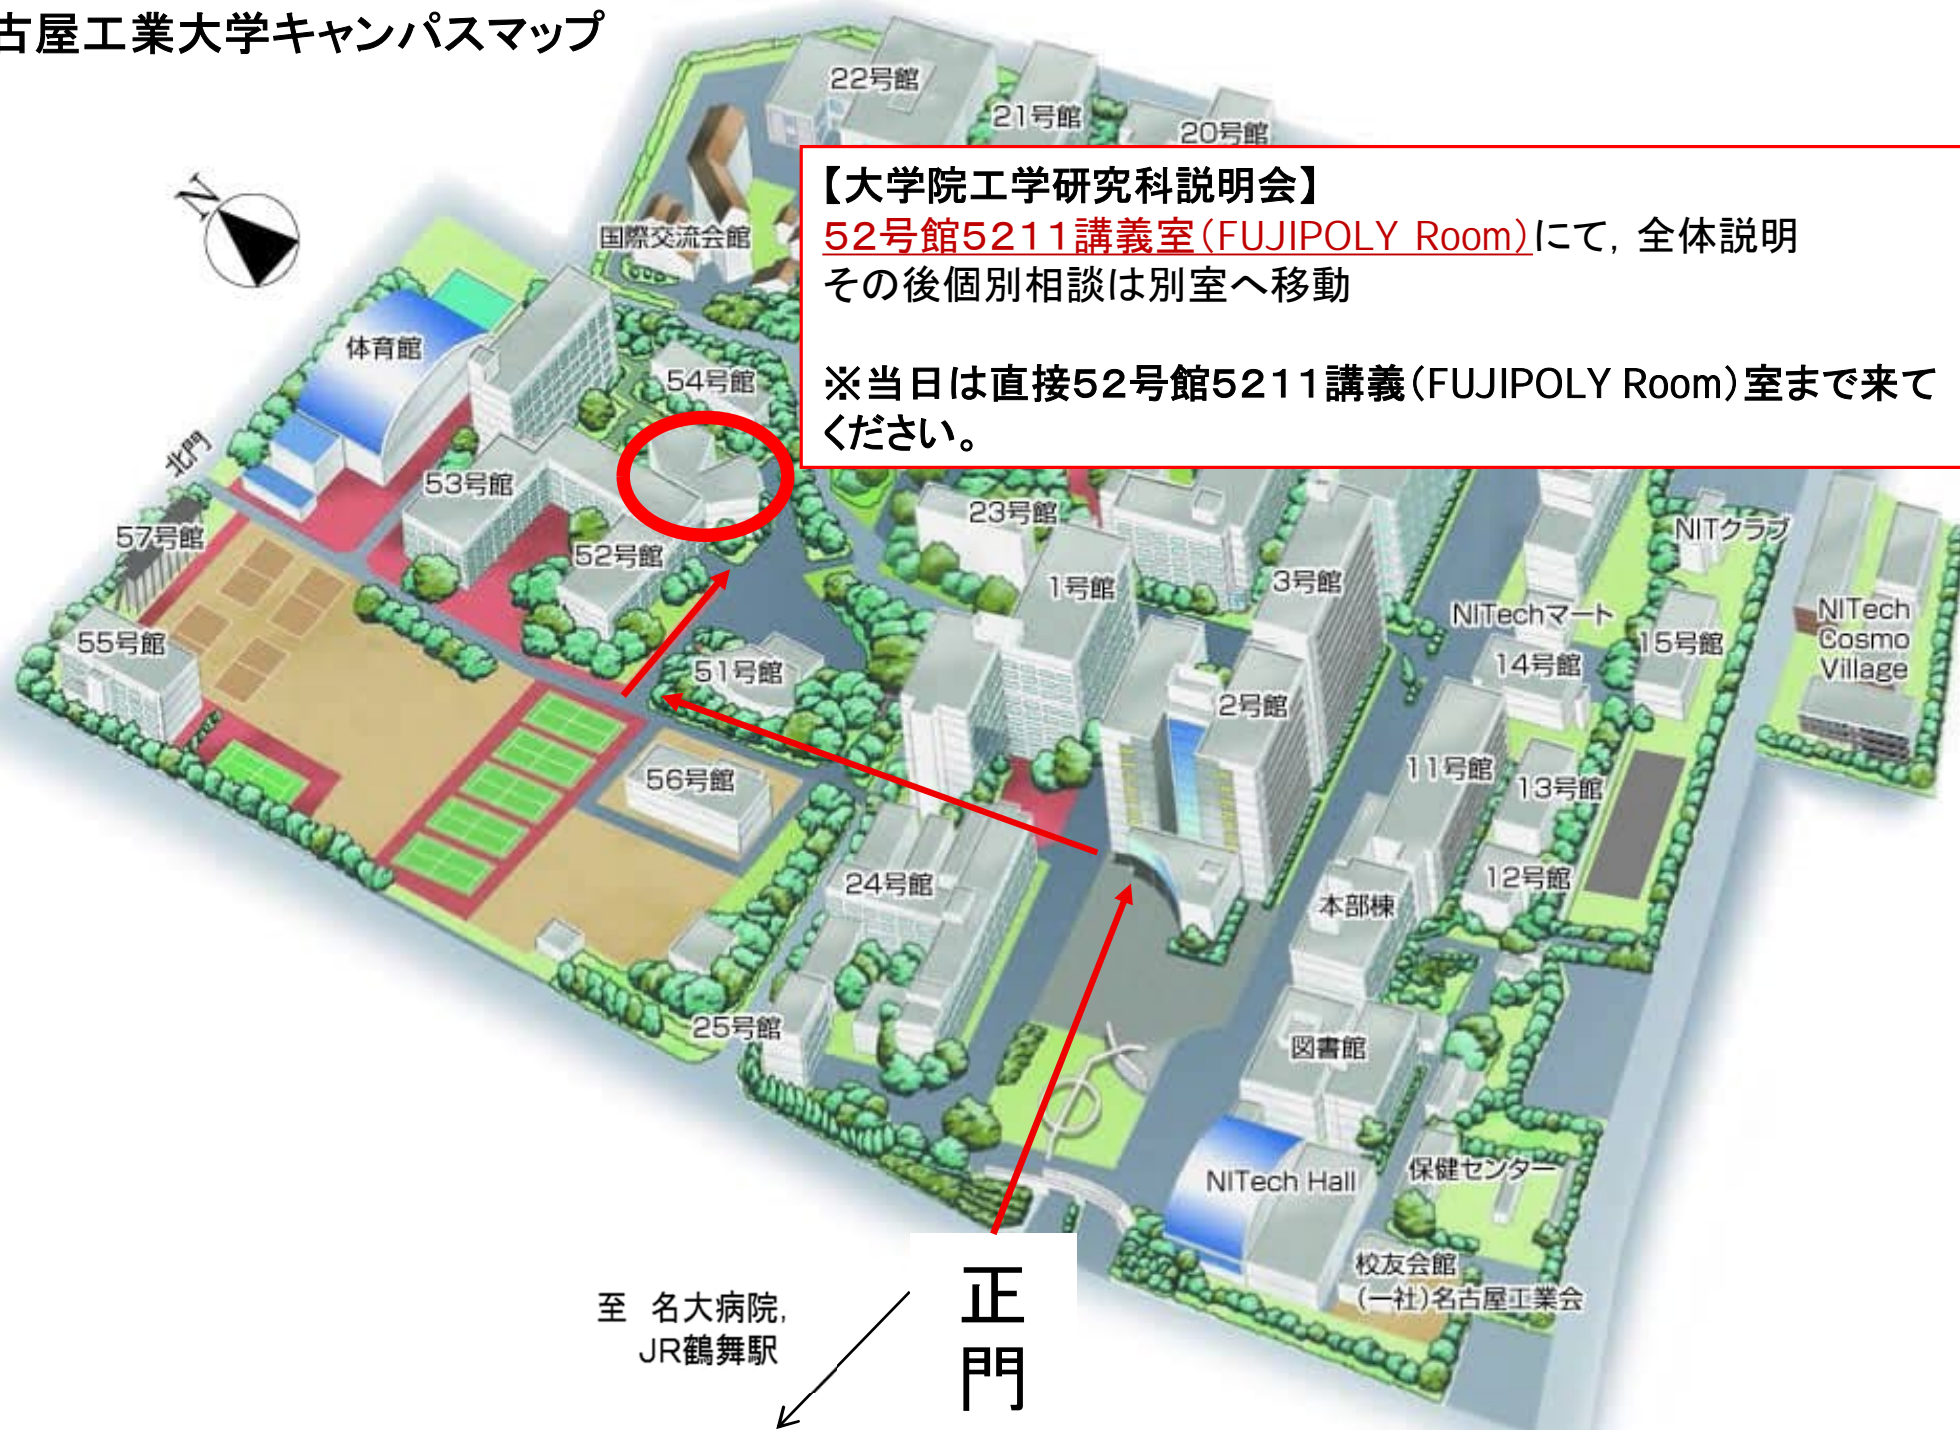 古屋工業大学キャンパスマップ
22号館
21号館
20号館
N
【大学院工学研究科説明会】
52号館5211講義室(FUJIPOLY Room)にて, 全体説明
その後個別相談は別室へ移動
※当日は直接52号館5211講義(FUJIPOLY Room)室まで来て
ください。
国際交流会館
体育館
54号館
北門
53号館
23号館
57号館
52号館
NITクラブ
1号館
3号館
NITechマート
15号館
NITech
Cosmo
Village
55号館
51号館
14号館
2号館
56号館
11号館
13号館
24号館
12号館
本部棟
25号館
図書館
NITech Hall
保健センター
校友会館
(一社)名古屋工業会
正門
至 名大病院,
JR鶴舞駅